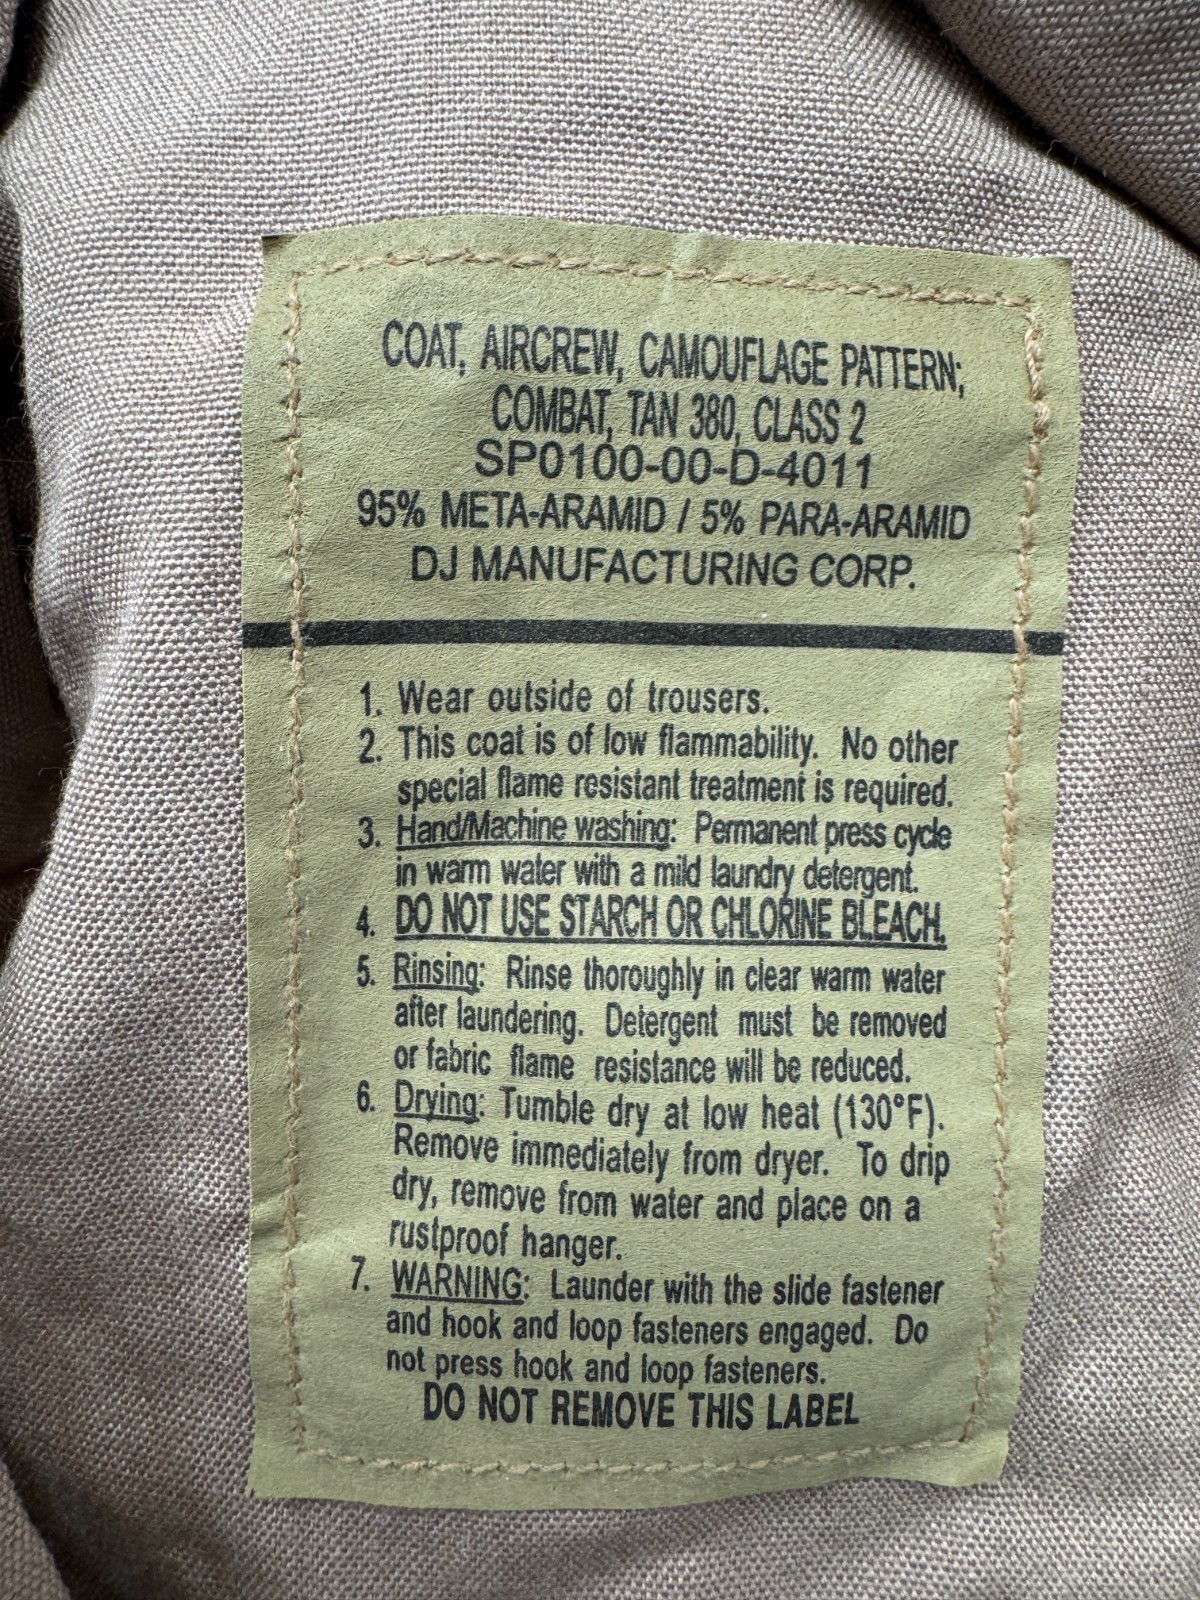 COAT, AIRCREW, CAMOUFLAGE PATTERN;
COMBAT, TAN 380, CLASS 2
SP0100-00-D-4011
95% META-ARAMID / 5% PARA-ARAMID
DJ MANUFACTURING CORP.
1. Wear outside of trousers.
2. This coat is of low flammability. No other
special flame resistant treatment is required.
3. Hand/Machine washing: Permanent press cycle
in warm water with a mild laundry detergent.
4. DO NOT USE STARCH OR CHLORINE BLEACH.
5. Rinsing: Rinse thoroughly in clear warm water
after laundering. Detergent must be removed
or fabric flame resistance will be reduced.
6. Drying: Tumble dry at low heat (130°F).
Remove immediately from dryer. To drip
dry, remove from water and place on a
rustproof hanger.
7. WARNING: Launder with the slide fastener
and hook and loop fasteners engaged. Do
not press hook and loop fasteners.
DO NOT REMOVE THIS LABEL